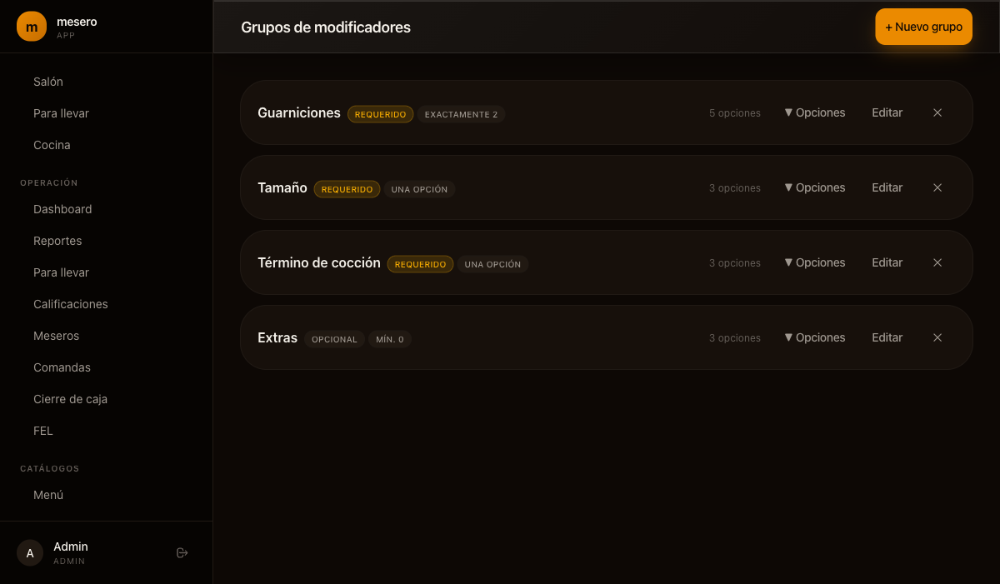 m
mesero
APP
Salón
Para llevar
Cocina
OPERACIÓN
Dashboard
Reportes
Para llevar
Calificaciones
Meseros
Comandas
Cierre de caja
FEL
CATÁLOGOS
Menú
A
Admin
ADMIN
Grupos de modificadores
+ Nuevo grupo
Guarniciones REQUERIDO EXACTAMENTE 2 5 opciones ▼ Opciones Editar ×
Tamaño REQUERIDO UNA OPCIÓN 3 opciones ▼ Opciones Editar ×
Término de cocción REQUERIDO UNA OPCIÓN 3 opciones ▼ Opciones Editar ×
Extras OPCIONAL MÍN. 0 3 opciones ▼ Opciones Editar ×